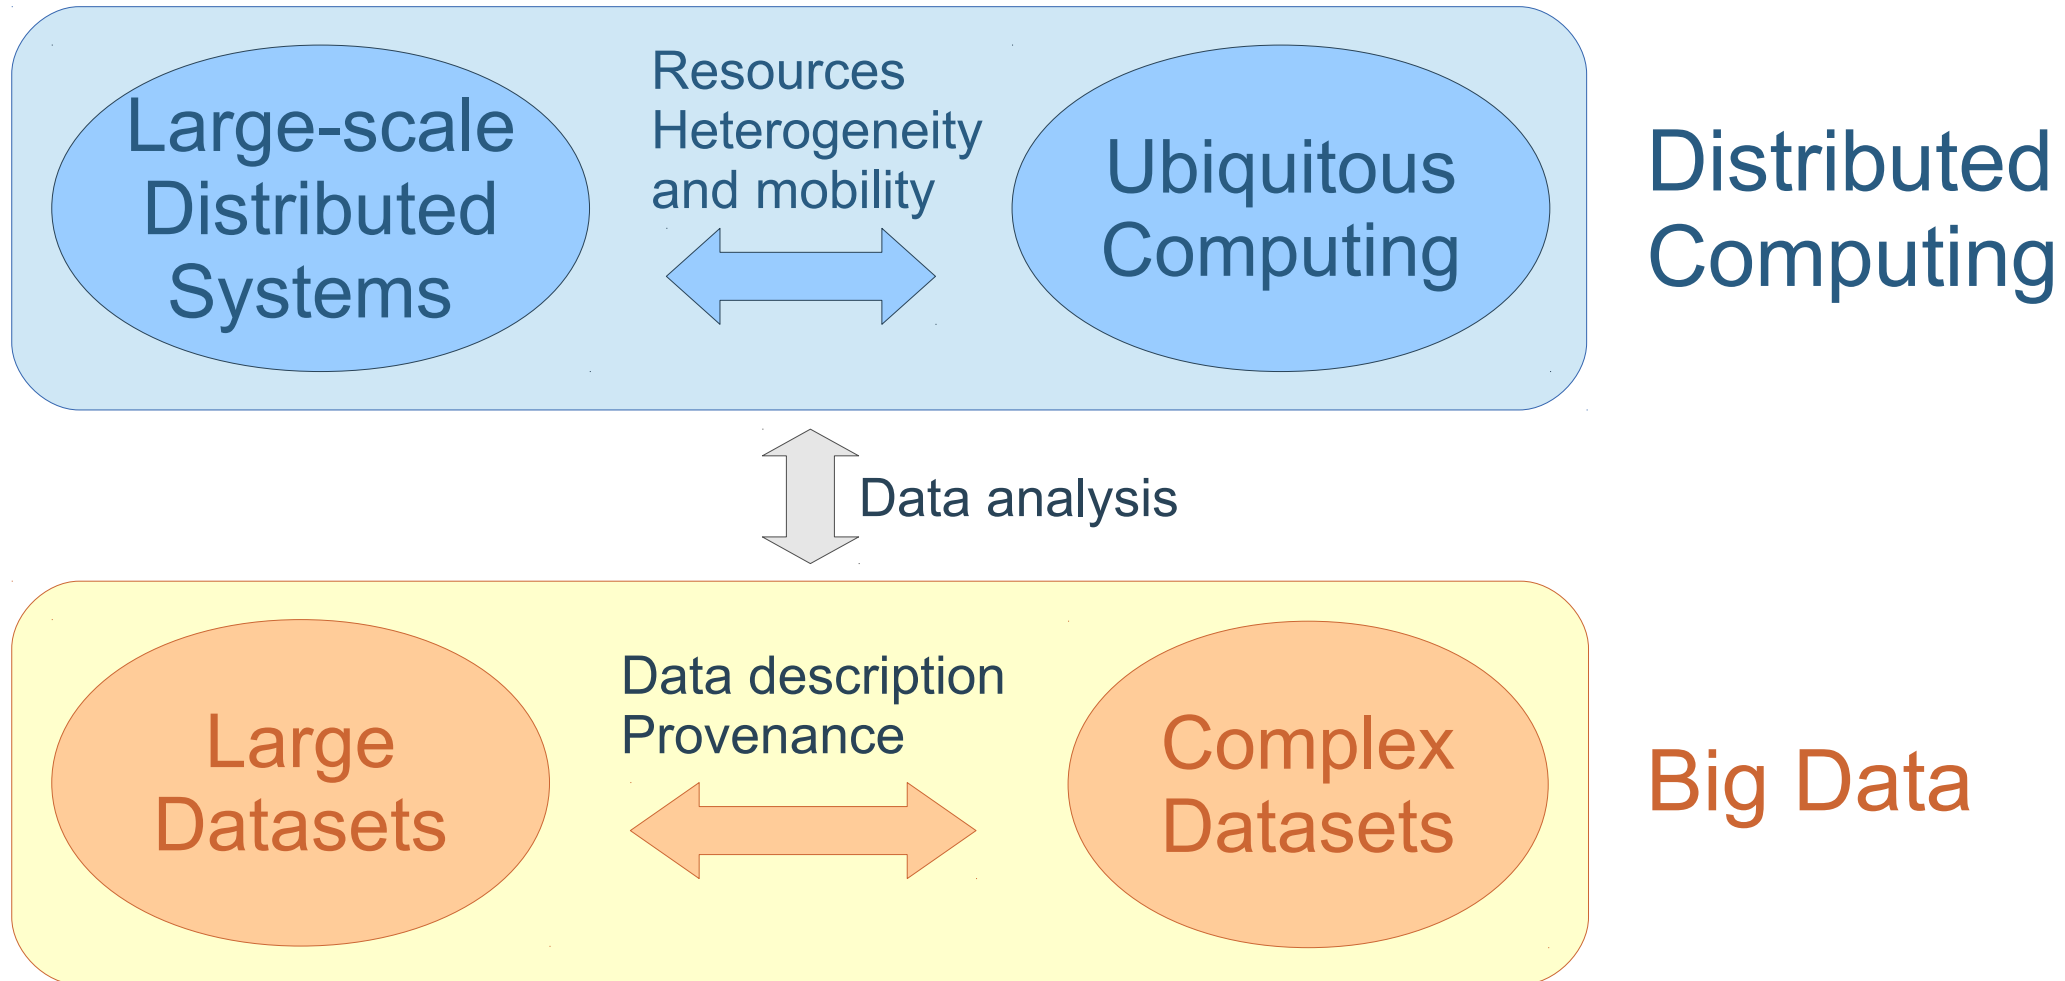 Large-scale
Distributed
Systems
Resources
Heterogeneity
and mobility
Ubiquitous
Computing
Distributed
Computing
Data analysis
Large
Datasets
Data description
Provenance
Complex
Datasets
Big Data